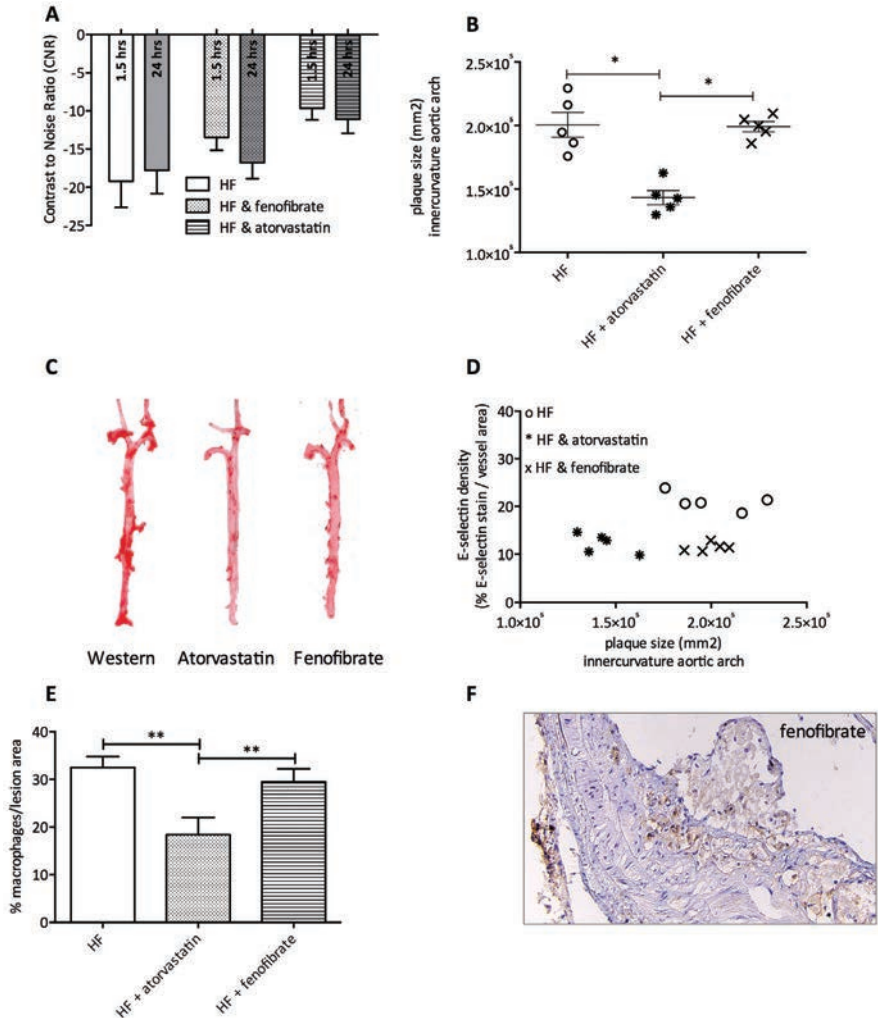 A
Contrast to Noise Ratio (CNR)
0
-5
-10
-15
-20
-25
1.5 hrs
24 hrs
1.5 hrs
24 hrs
1.5 hrs
24 hrs
HF
HF & fenofibrate
HF & atorvastatin
B
plaque size (mm2)
innercurvature aortic arch
2.5×10⁵
2.0×10⁵
1.5×10⁵
1.0×10⁵
*
*
HF
HF + atorvastatin
HF + fenofibrate
C
Western
Atorvastatin
Fenofibrate
D
E-selectin density
(% E-selectin stain / vessel area)
40
30
20
10
0
o HF
* HF & atorvastatin
x HF & fenofibrate
1.0×10⁵
1.5×10⁵
2.0×10⁵
2.5×10⁵
plaque size (mm2)
innercurvature aortic arch
E
% macrophages/lesion area
40
30
20
10
0
**
**
HF
HF + atorvastatin
HF + fenofibrate
F
fenofibrate